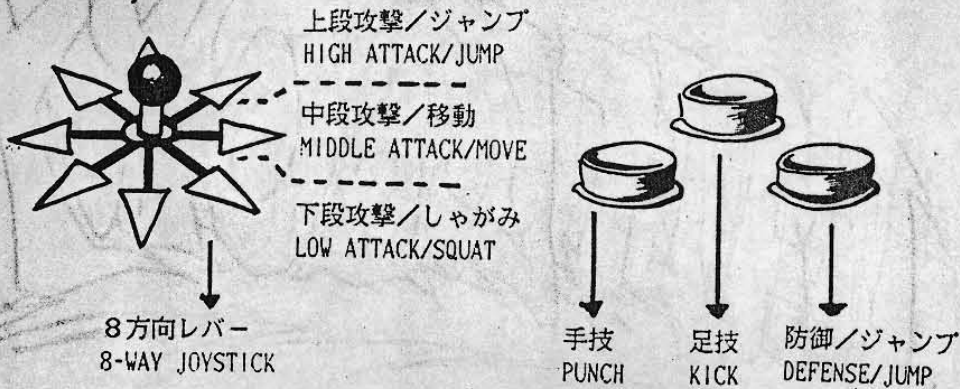 上段攻撃／ジャンプ
HIGH ATTACK/JUMP
中段攻撃／移動
MIDDLE ATTACK/MOVE
下段攻撃／しゃがみ
LOW ATTACK/SQUAT
8方向レバー
8-WAY JOYSTICK
手技
PUNCH
足技
KICK
防御／ジャンプ
DEFENSE/JUMP